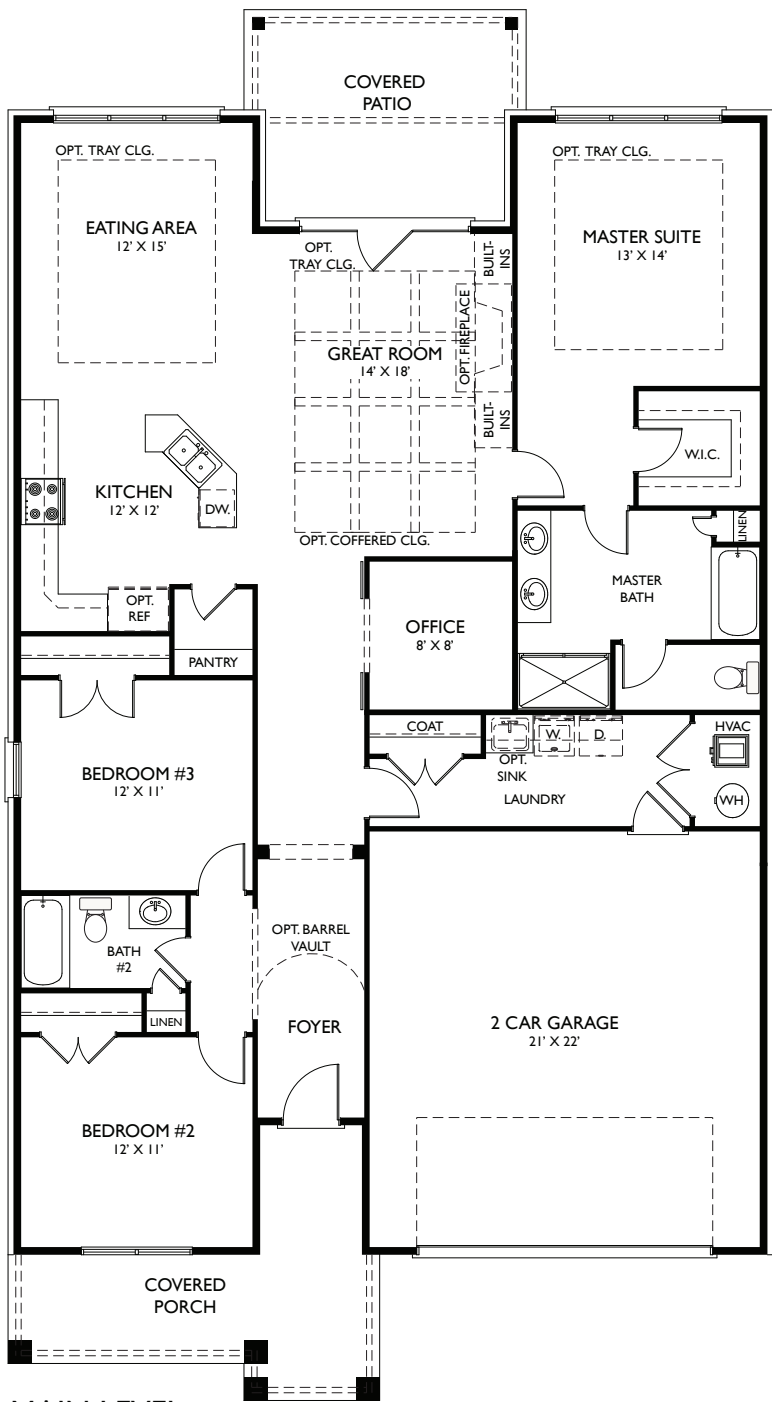 COVERED
PATIO
OPT. TRAY CLG.
EATING AREA
12' X 15'
OPT.
TRAY CLG.
BUILT-
INS
OPT. TRAY CLG.
MASTER SUITE
13' X 14'
GREAT ROOM
14' X 18'
OPT. FIREPLACE
BUILT-
INS
W.I.C.
KITCHEN
12' X 12'
DW.
OPT. COFFERED CLG.
LINEN
MASTER
BATH
OPT.
REF
PANTRY
OFFICE
8' X 8'
COAT
OPT.
SINK
W.
D.
LAUNDRY
HVAC
WH
BEDROOM #3
12' X 11'
BATH
#2
LINEN
OPT. BARREL
VAULT
FOYER
2 CAR GARAGE
21' X 22'
BEDROOM #2
12' X 11'
COVERED
PORCH